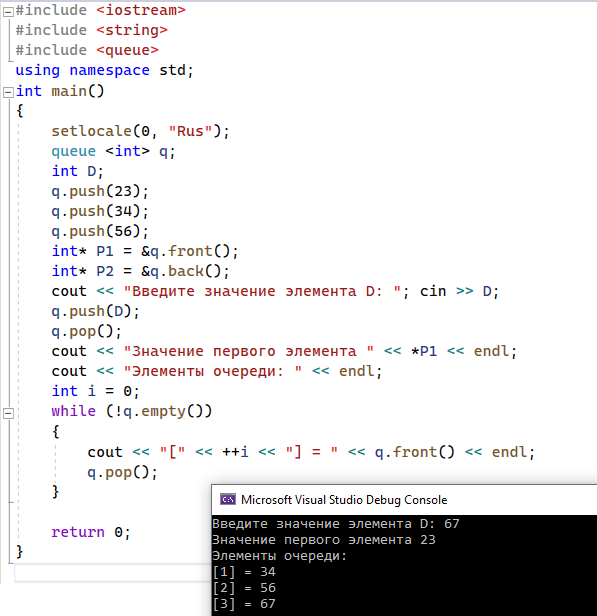 #include <iostream>
#include <string>
#include <queue>
using namespace std;
int main()
{
    setlocale(0, "Rus");
    queue <int> q;
    int D;
    q.push(23);
    q.push(34);
    q.push(56);
    int* P1 = &q.front();
    int* P2 = &q.back();
    cout << "Введите значение элемента D: "; cin >> D;
    q.push(D);
    q.pop();
    cout << "Значение первого элемента " << *P1 << endl;
    cout << "Элементы очереди: " << endl;
    int i = 0;
    while (!q.empty())
    {
        cout << "[" << ++i << "] = " << q.front() << endl;
        q.pop();
    }
    return 0;
}
Microsoft Visual Studio Debug Console
Введите значение элемента D: 67
Значение первого элемента 23
Элементы очереди:
[1] = 34
[2] = 56
[3] = 67